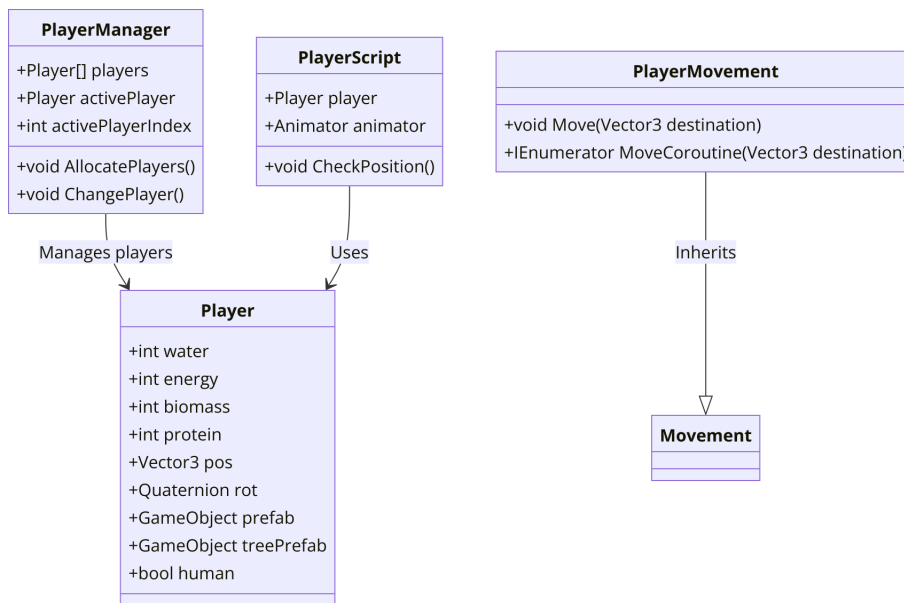 PlayerManager
+Player[] players
+Player activePlayer
+int activePlayerIndex
+void AllocatePlayers()
+void ChangePlayer()
PlayerScript
+Player player
+Animator animator
+void CheckPosition()
PlayerMovement
+void Move(Vector3 destination)
+IEnumerator MoveCoroutine(Vector3 destination)
Manages players
Uses
Inherits
Player
+int water
+int energy
+int biomass
+int protein
+Vector3 pos
+Quaternion rot
+GameObject prefab
+GameObject treePrefab
+bool human
Movement